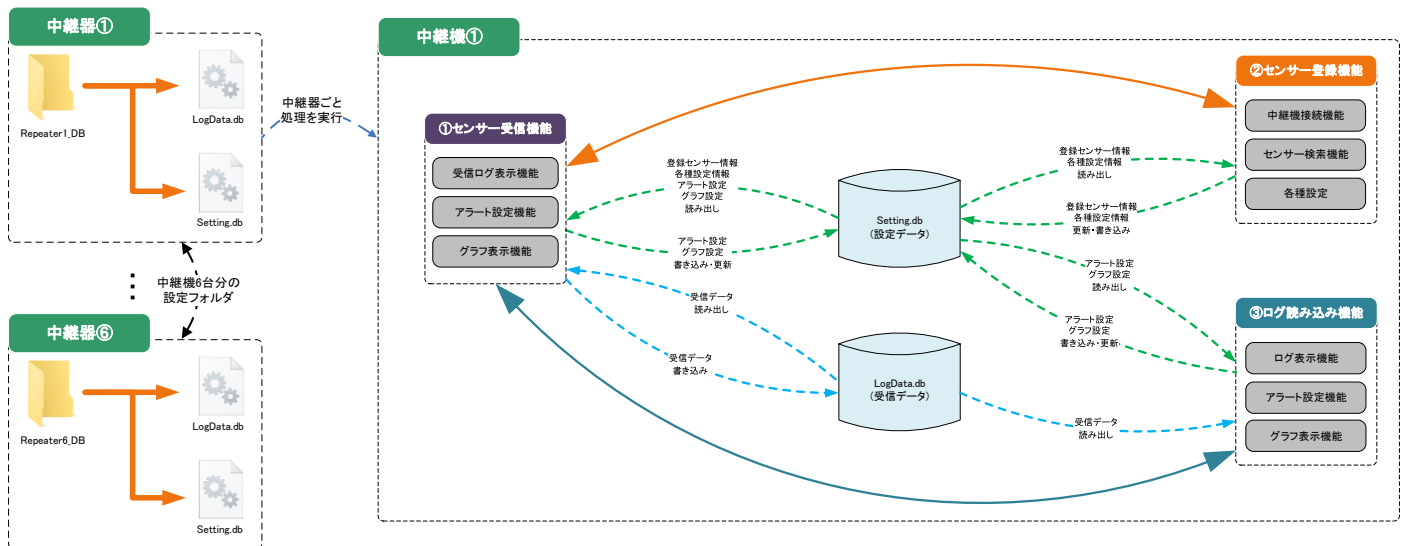 中継器①
Repeater1_DB
LogData.db
Setting.db
中継器ごと
処理を実行
中継機6台分の
設定フォルダ
中継器⑥
Repeater6_DB
LogData.db
Setting.db
中継機①
①センサー受信機能
受信ログ表示機能
アラート設定機能
グラフ表示機能
登録センサー情報
各種設定情報
アラート設定
グラフ設定
読み出し
アラート設定
グラフ設定
書き込み・更新
受信データ
読み出し
受信データ
書き込み
Setting.db
(設定データ)
LogData.db
(受信データ)
登録センサー情報
各種設定情報
読み出し
登録センサー情報
各種設定情報
更新・書き込み
アラート設定
グラフ設定
読み出し
アラート設定
グラフ設定
書き込み・更新
受信データ
読み出し
②センサー登録機能
中継機接続機能
センサー検索機能
各種設定
③ログ読み込み機能
ログ表示機能
アラート設定機能
グラフ表示機能